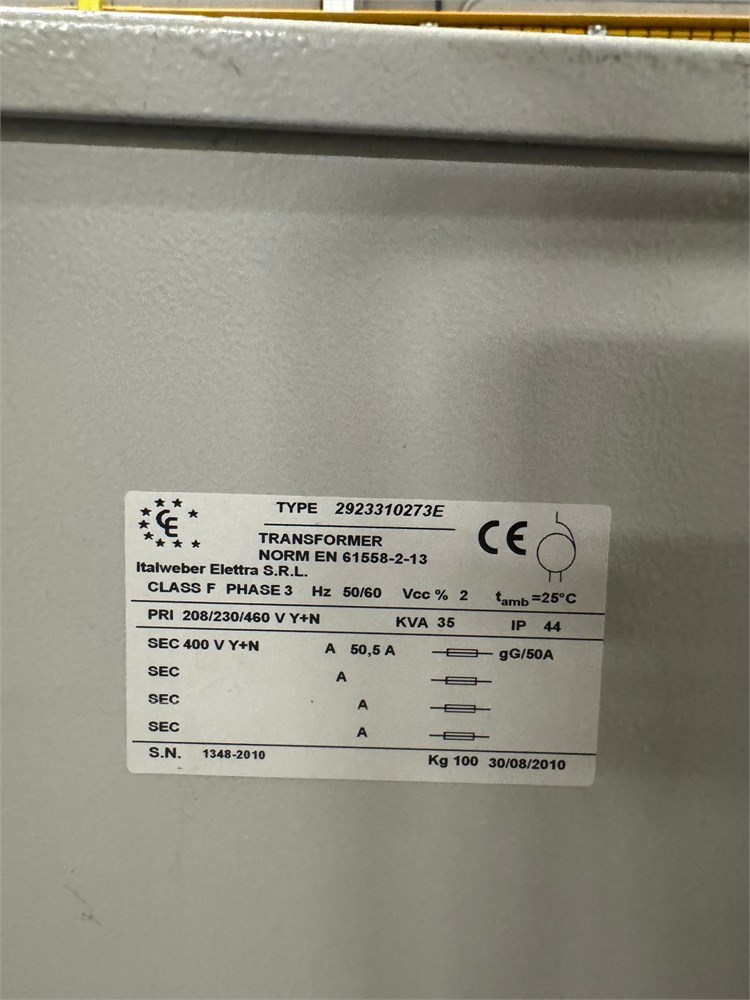 TYPE 2923310273E
CE
CE
TRANSFORMER
NORM EN 61558-2-13
Italweber Elettra S.R.L.
CLASS F PHASE 3 Hz 50/60 Vcc % 2 tamb=25°C
PRI 208/230/460 V Y+N KVA 35 IP 44
SEC 400 V Y+N A 50,5 A gG/50A
SEC A
SEC A
SEC A
S.N. 1348-2010 Kg 100 30/08/2010